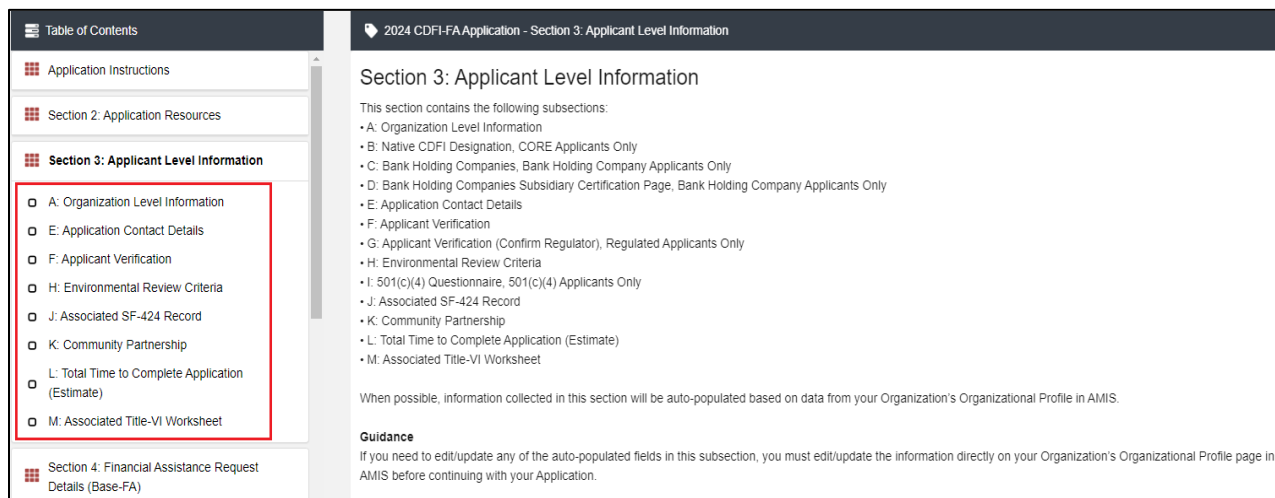 Table of Contents
Application Instructions
Section 2: Application Resources
Section 3: Applicant Level Information
A: Organization Level Information
E: Application Contact Details
F: Applicant Verification
H: Environmental Review Criteria
J: Associated SF-424 Record
K: Community Partnership
L: Total Time to Complete Application
(Estimate)
M: Associated Title-VI Worksheet
Section 4: Financial Assistance Request
Details (Base-FA)
2024 CDFI-FA Application - Section 3: Applicant Level Information
Section 3: Applicant Level Information
This section contains the following subsections:
• A: Organization Level Information
• B: Native CDFI Designation, CORE Applicants Only
• C: Bank Holding Companies, Bank Holding Company Applicants Only
• D: Bank Holding Companies Subsidiary Certification Page, Bank Holding Company Applicants Only
• E: Application Contact Details
• F: Applicant Verification
• G: Applicant Verification (Confirm Regulator), Regulated Applicants Only
• H: Environmental Review Criteria
• I: 501(c)(4) Questionnaire, 501(c)(4) Applicants Only
• J: Associated SF-424 Record
• K: Community Partnership
• L: Total Time to Complete Application (Estimate)
• M: Associated Title-VI Worksheet
When possible, information collected in this section will be auto-populated based on data from your Organization's Organizational Profile in AMIS.
Guidance
If you need to edit/update any of the auto-populated fields in this subsection, you must edit/update the information directly on your Organization's Organizational Profile page in
AMIS before continuing with your Application.